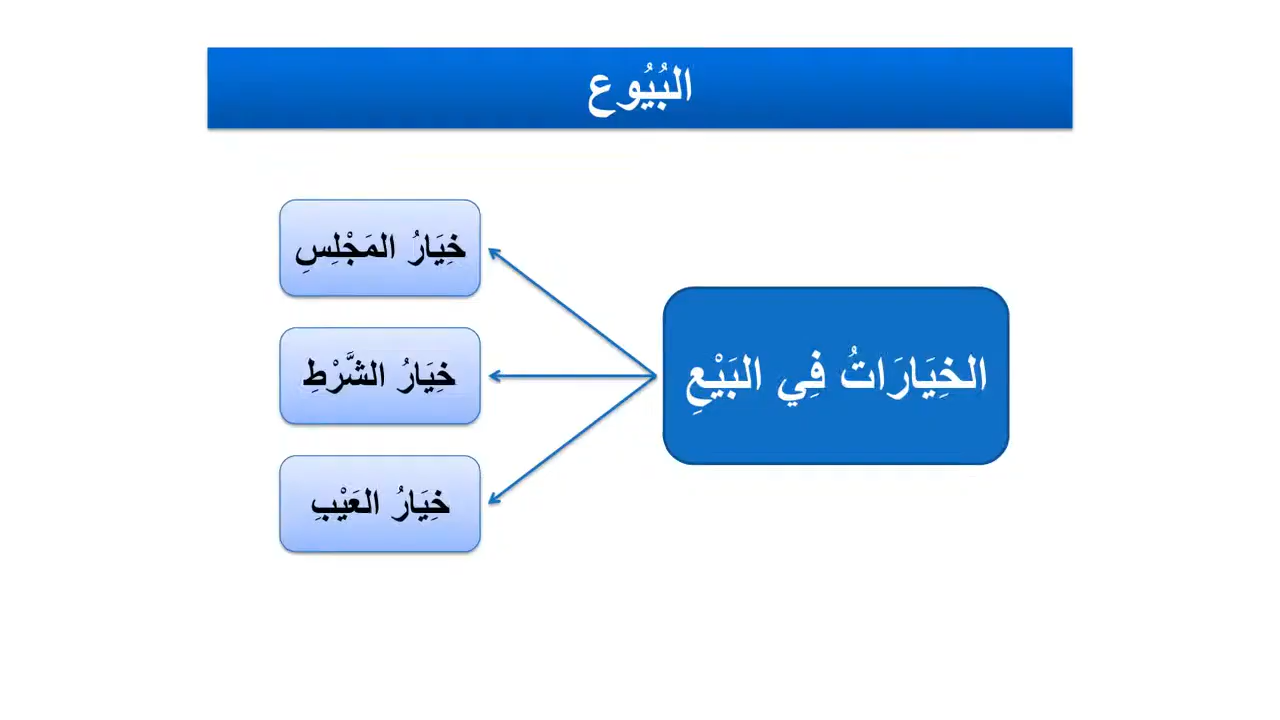 البُيُوع
الخِيَارَاتُ فِي البَيْعِ
خِيَارُ المَجْلِسِ
خِيَارُ الشَّرْطِ
خِيَارُ العَيْبِ